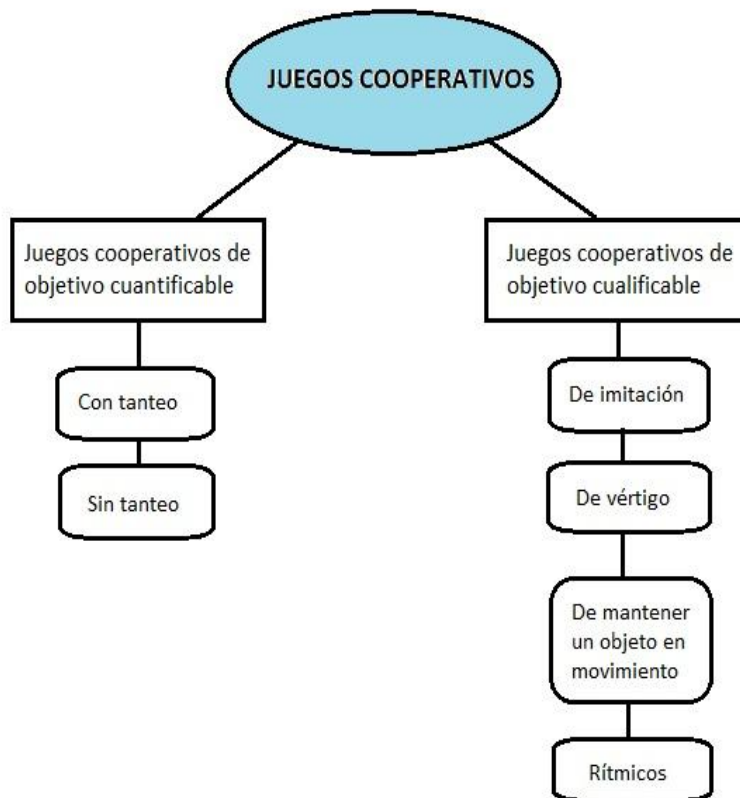 JUEGOS COOPERATIVOS
Juegos cooperativos de
objetivo cuantificable
Con tanteo
Sin tanteo
Juegos cooperativos de
objetivo cualificable
De imitación
De vértigo
De mantener
un objeto en
movimiento
Rítmicos